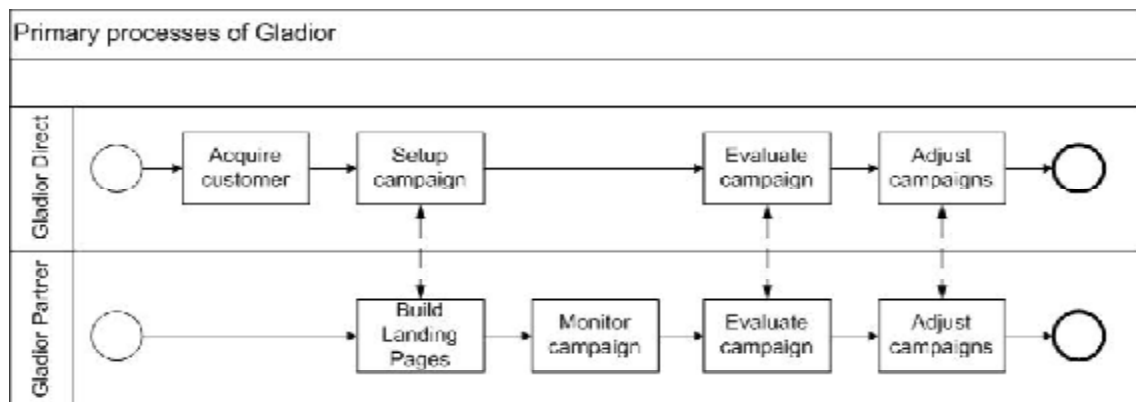 Primary processes of Gladior
Gladior Direct
Acquire
customer
Setup
campaign
Evaluate
campaign
Adjust
campaigns
Gladior Partner
Build
Landing
Pages
Monitor
campaign
Evaluate
campaign
Adjust
campaigns